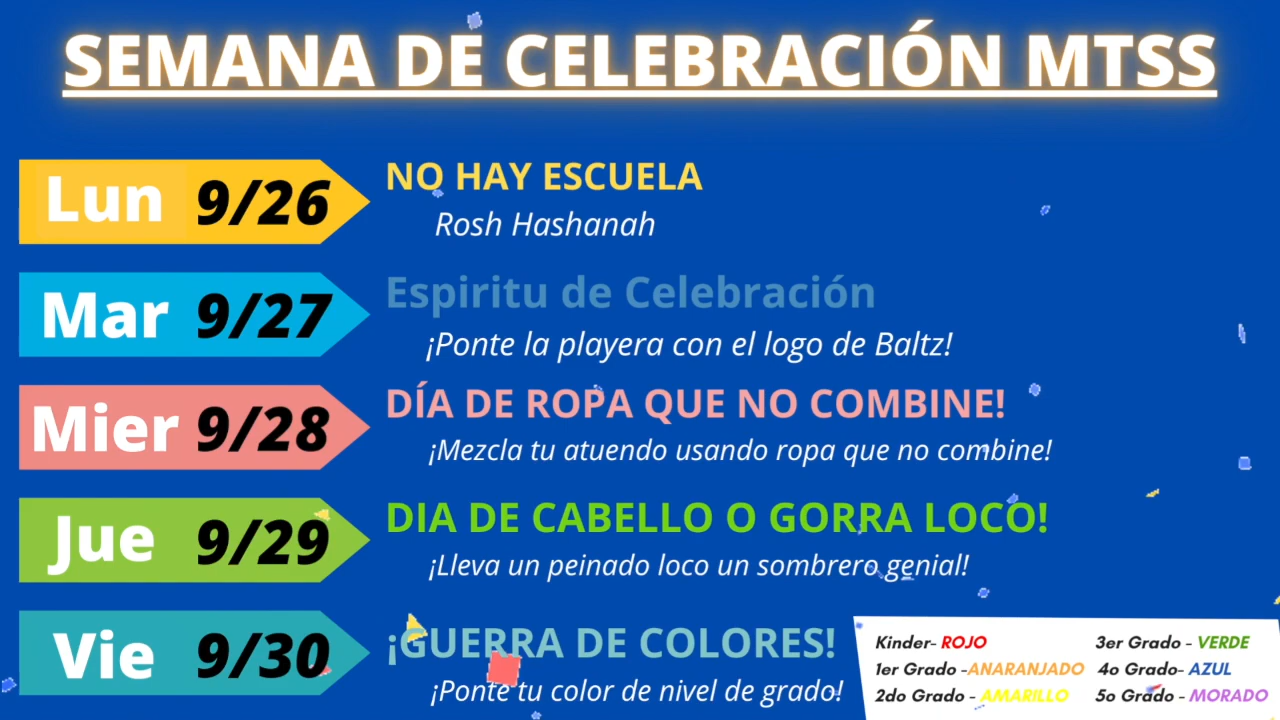 SEMANA DE CELEBRACIÓN MTSS
Lun 9/26
NO HAY ESCUELA
Rosh Hashanah
Mar 9/27
Espiritu de Celebración
¡Ponte la playera con el logo de Baltz!
Mier 9/28
DÍA DE ROPA QUE NO COMBINE!
¡Mezcla tu atuendo usando ropa que no combine!
Jue 9/29
DIA DE CABELLO O GORRA LOCO!
¡Lleva un peinado loco un sombrero genial!
Vie 9/30
¡GUERRA DE COLORES!
¡Ponte tu color de nivel de grado!
Kinder- ROJO
1er Grado -ANARANJADO
2do Grado - AMARILLO
3er Grado - VERDE
4o Grado- AZUL
5o Grado - MORADO